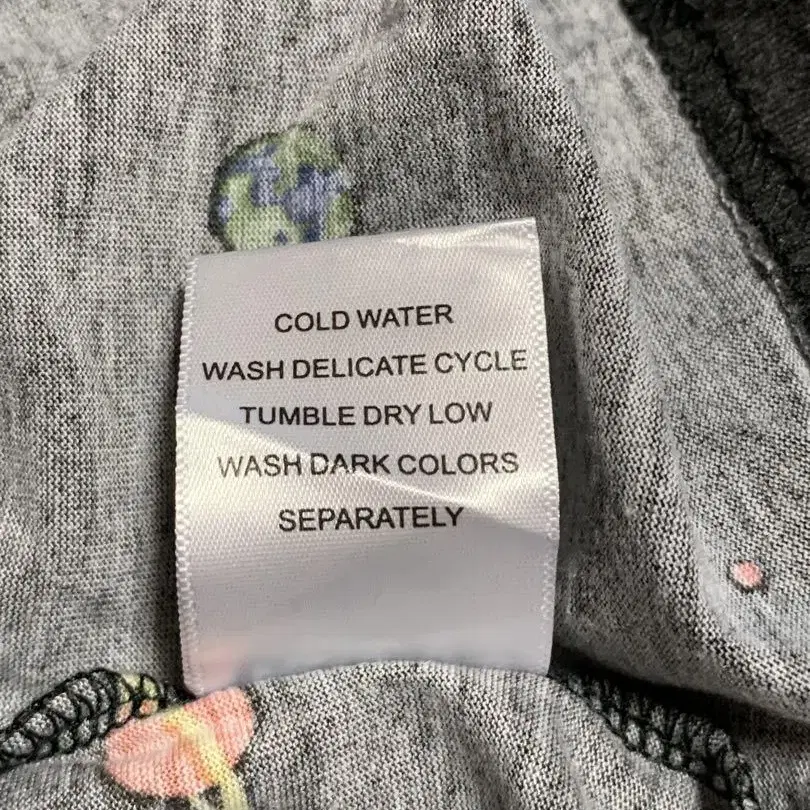 COLD WATER
WASH DELICATE CYCLE
TUMBLE DRY LOW
WASH DARK COLORS
SEPARATELY